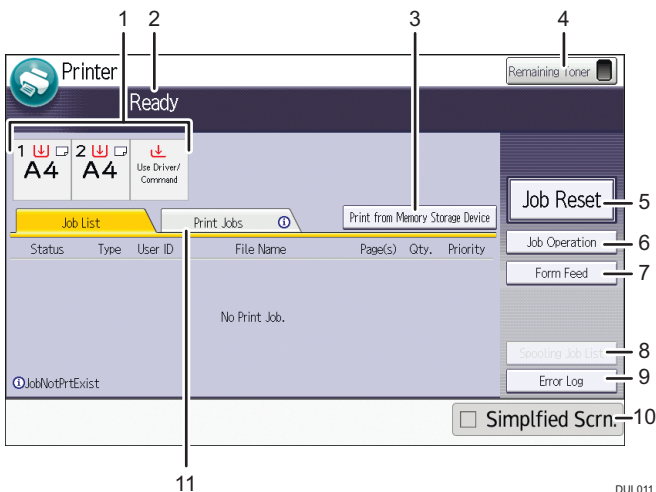 1 2 3 4
Printer
Remaining Toner
Ready
1 2
A4 A4 Use Driver/
Command
Job Reset 5
Job List Print Jobs Print from Memory Storage Device
Status Type User ID File Name Page(s) Qty. Priority
Job Operation 6
Form Feed 7
No Print Job.
Spooling Job List 8
JobNotPrtExist
Error Log 9
Simplfied Scrn. 10
11
DUL011